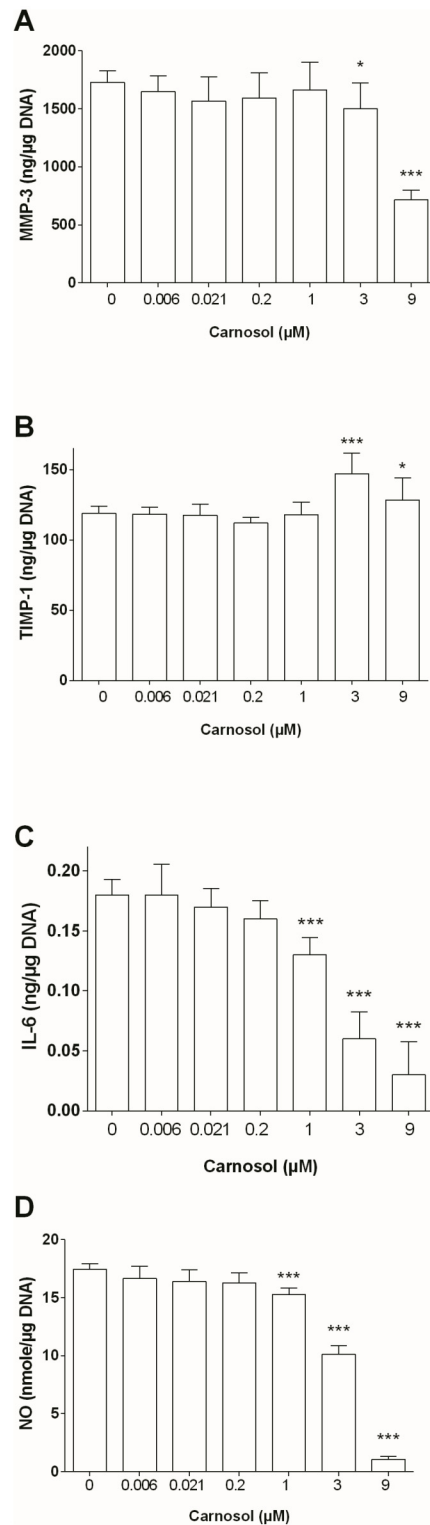 A
2000
1500
1000
500
0
MMP-3 (ng/µg DNA)
*
***
0 0.006 0.021 0.2 1 3 9
Carnosol (µM)
B
150
100
50
0
TIMP-1 (ng/µg DNA)
***
*
0 0.006 0.021 0.2 1 3 9
Carnosol (µM)
C
0.20
0.15
0.10
0.05
0.00
IL-6 (ng/µg DNA)
***
***
***
0 0.006 0.021 0.2 1 3 9
Carnosol (µM)
D
20
15
10
5
0
NO (nmole/µg DNA)
***
***
***
0 0.006 0.021 0.2 1 3 9
Carnosol (µM)